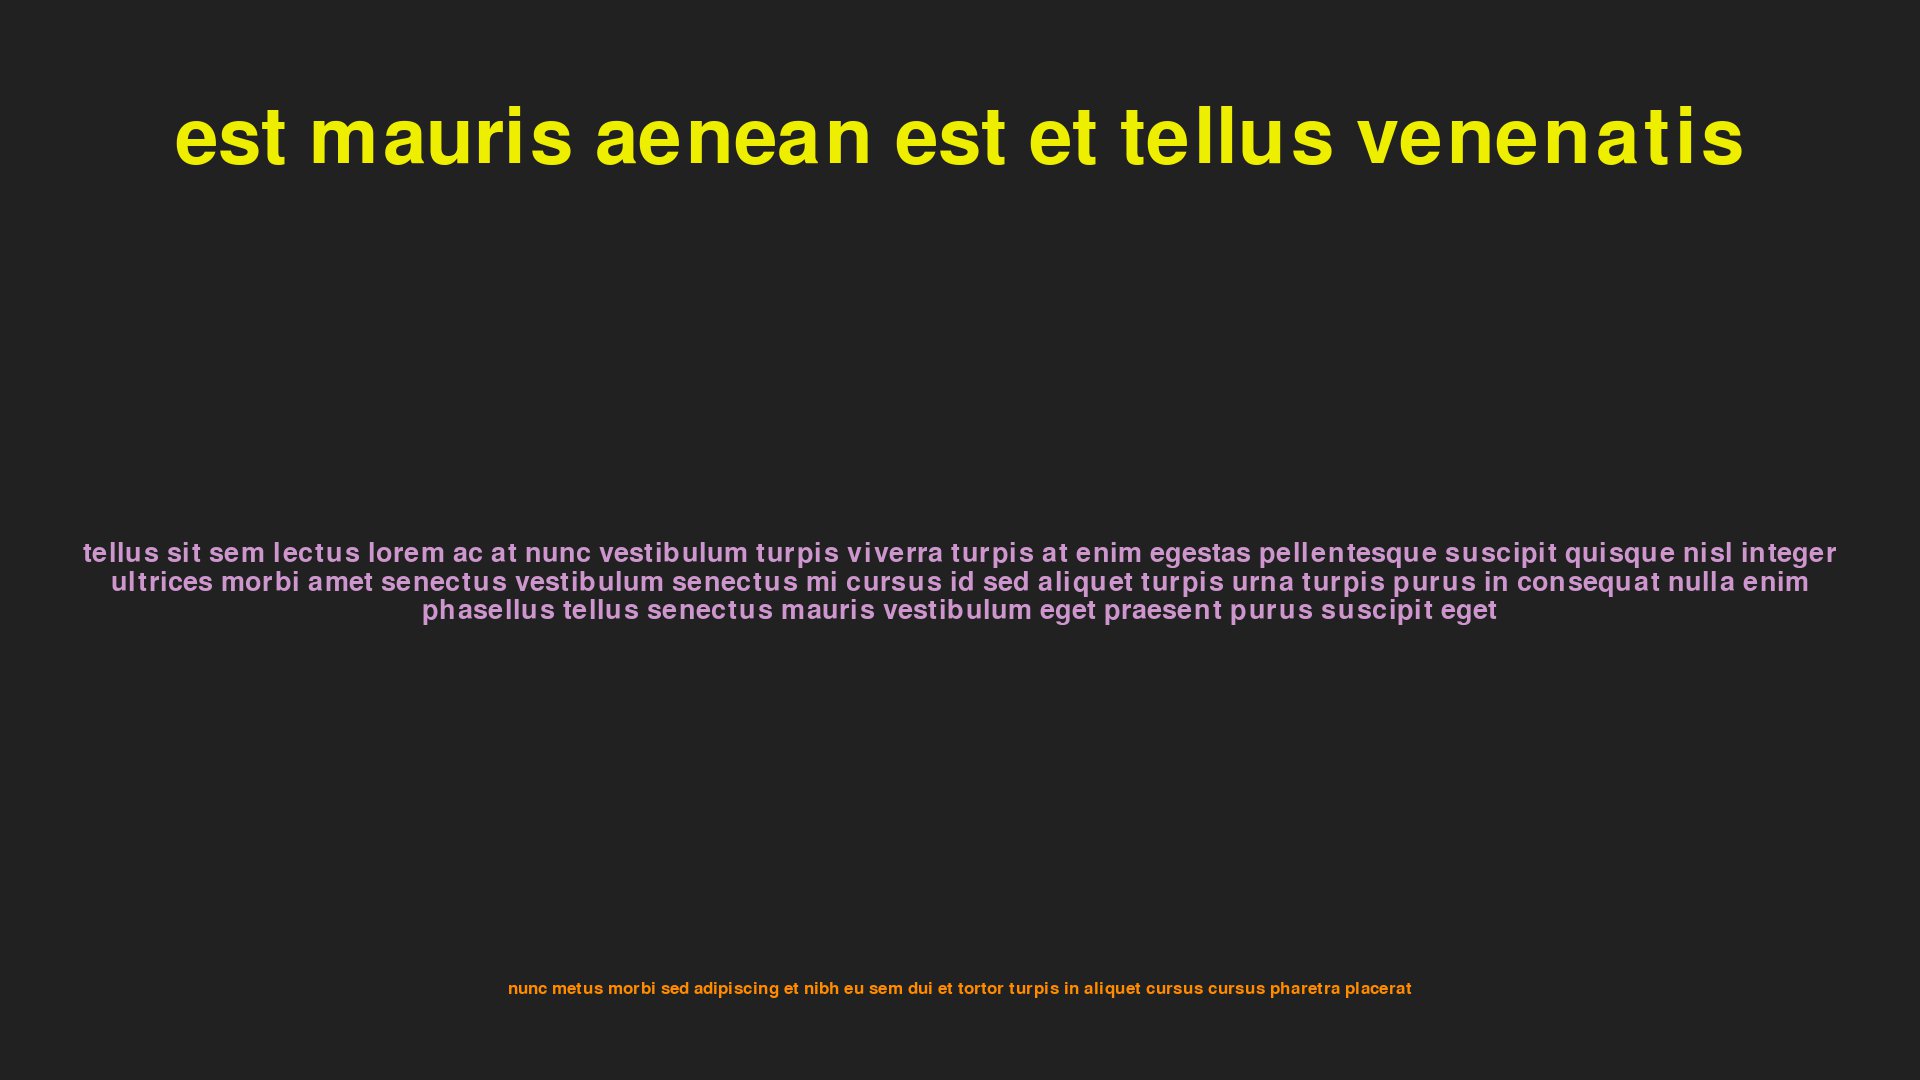 est mauris aenean est et tellus venenatis
tellus sit sem lectus lorem ac at nunc vestibulum turpis viverra turpis at enim egestas pellentesque suscipit quisque nisl integer
ultrices morbi amet senectus vestibulum senectus mi cursus id sed aliquet turpis urna turpis purus in consequat nulla enim
phasellus tellus senectus mauris vestibulum eget praesent purus suscipit eget
nunc metus morbi sed adipiscing et nibh eu sem dui et tortor turpis in aliquet cursus cursus pharetra placerat